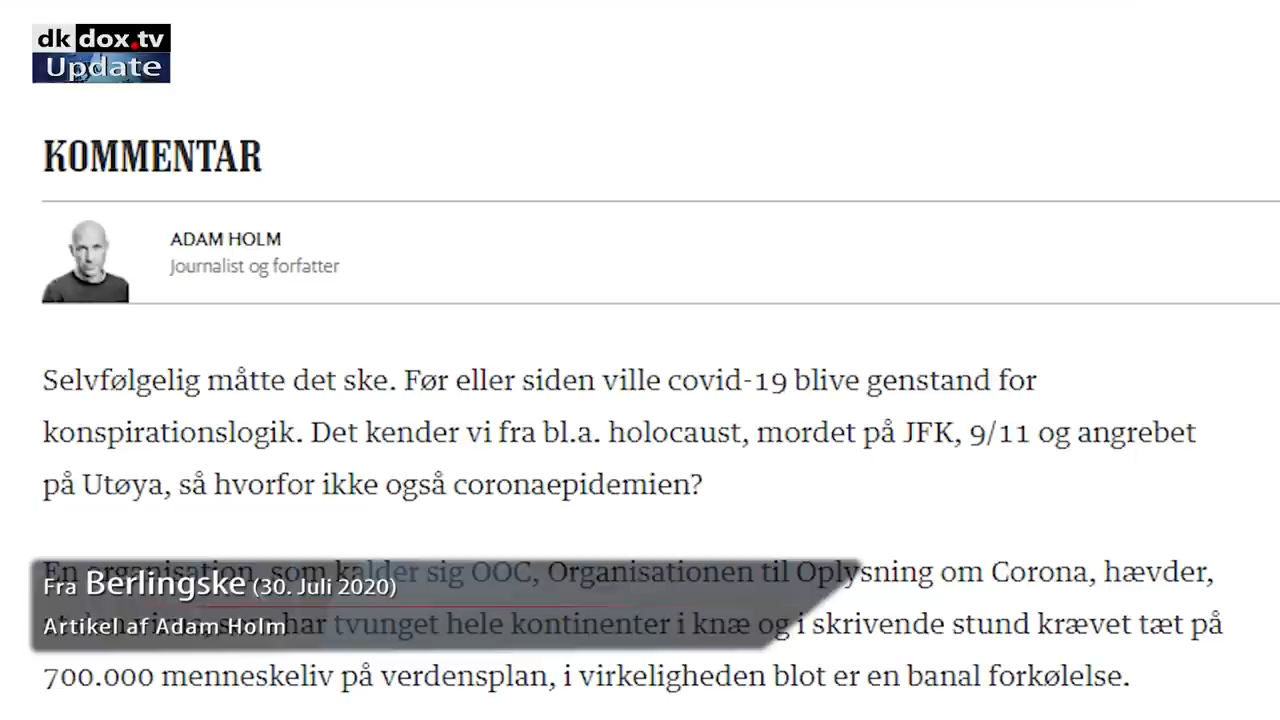 dk dox.tv
Update
KOMMENTAR
ADAM HOLM
Journalist og forfatter
Selvfølgelig måtte det ske. Før eller siden ville covid-19 blive genstand for
konspirationslogik. Det kender vi fra bl.a. holocaust, mordet på JFK, 9/11 og angrebet
på Utøya, så hvorfor ikke også coronaepidemien?
En organisation, som kalder sig OOC, Organisationen til Oplysning om Corona, hævder,
Fra Berlingske (30. Juli 2020)
har tvunget hele kontinenter i knæ og i skrivende stund krævet tæt på
Artikel af Adam Holm
700.000 menneskeliv på verdensplan, i virkeligheden blot er en banal forkølelse.